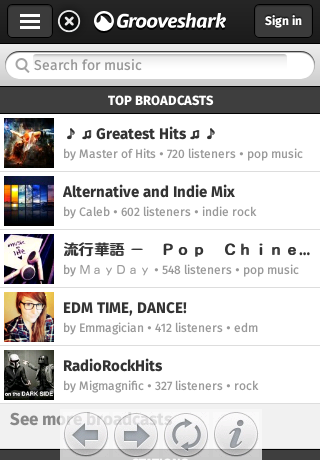 Grooveshark
Sign in
Search for music
TOP BROADCASTS
♪ ♫ Greatest Hits ♫ ♪
by Master of Hits • 720 listeners • pop music
Alternative and Indie Mix
by Caleb • 602 listeners • indie rock
流行華語 － Ｐｏｐ Ｃｈｉｎｅ...
by ＭａｙＤａｙ • 548 listeners • pop music
EDM TIME, DANCE!
by Emmagician • 412 listeners • edm
RadioRockHits
by Migmagnific • 327 listeners • rock
on the DARK SIDE
See more broadcasts